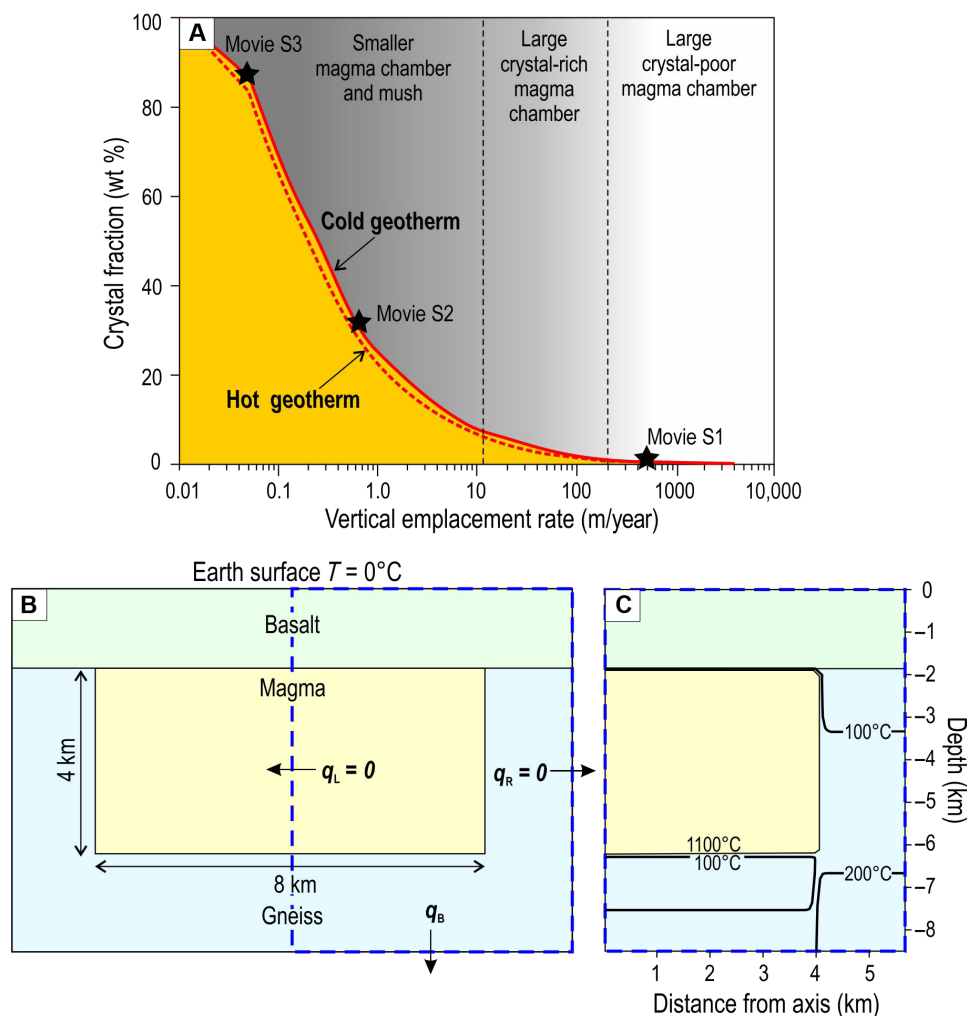 A
Movie S3
Smaller
magma chamber
and mush
Large
crystal-rich
magma
chamber
Large
crystal-poor
magma chamber
Cold geotherm
Movie S2
Hot geotherm
Movie S1
Crystal fraction (wt %)
100
80
60
40
20
0
0.01
0.1
1.0
10
100
1000
10,000
Vertical emplacement rate (m/year)
Earth surface T = 0°C
B
Basalt
Magma
4 km
qL = 0
qR = 0
8 km
Gneiss
qB
C
100°C
1100°C
100°C
200°C
0
–1
–2
–3
–4
–5
–6
–7
–8
Depth (km)
1
2
3
4
5
Distance from axis (km)